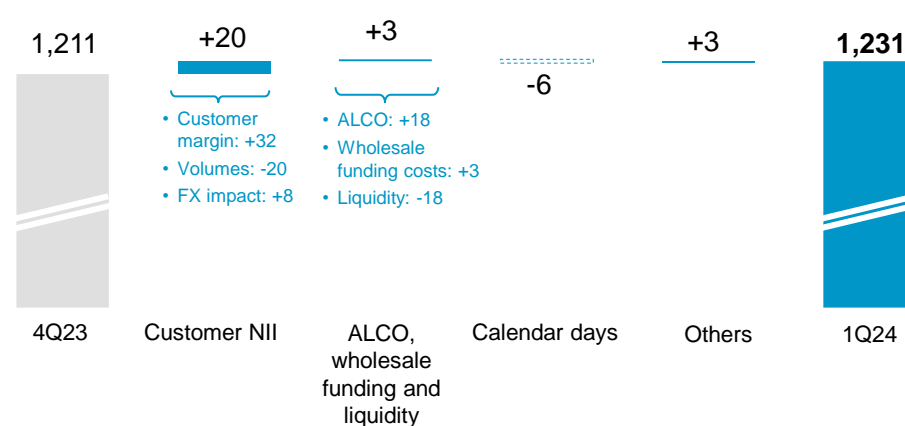 1,211
+20
+3
-6
+3
1,231
• Customer
margin: +32
• Volumes: -20
• FX impact: +8
• ALCO: +18
• Wholesale
funding costs: +3
• Liquidity: -18
4Q23
Customer NII
ALCO,
wholesale
funding and
liquidity
Calendar days
Others
1Q24